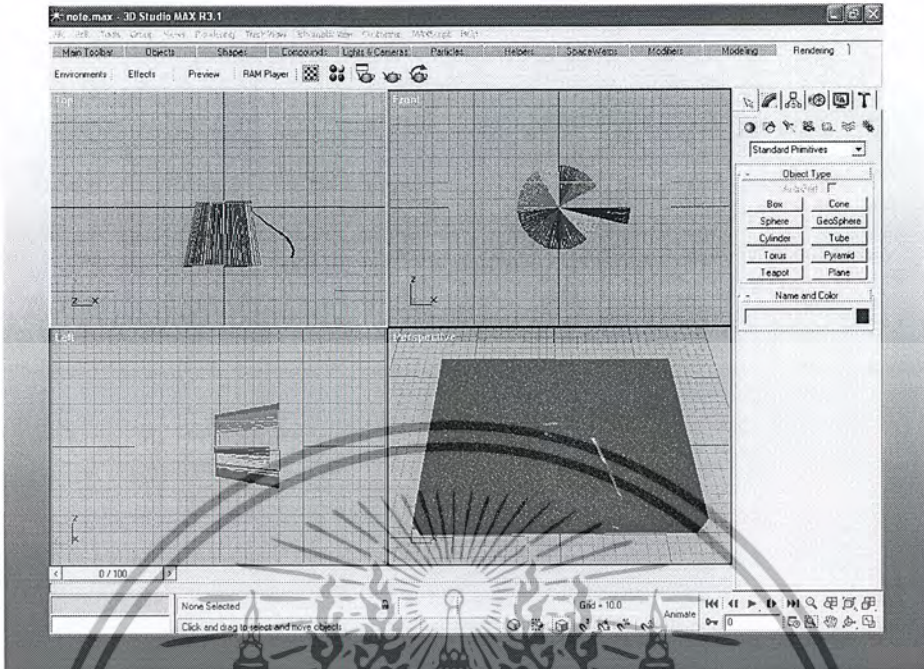 note.max - 3D Studio MAX R3.1
Main Toolbar Objects Shapes Compounds Lights & Cameras Particles Helpers SpaceWarps Modifiers Modeling Rendering
Environments Effects Preview RAM Player
Top
Front
Standard Primitives
Object Type
AutoGrid
Box Cone
Sphere GeoSphere
Cylinder Tube
Torus Pyramid
Teapot Plane
Name and Color
z x
z x
Left
Perspective
z
0 / 100
None Selected
Grid = 10.0
Animate
Click and drag to select and move objects
0